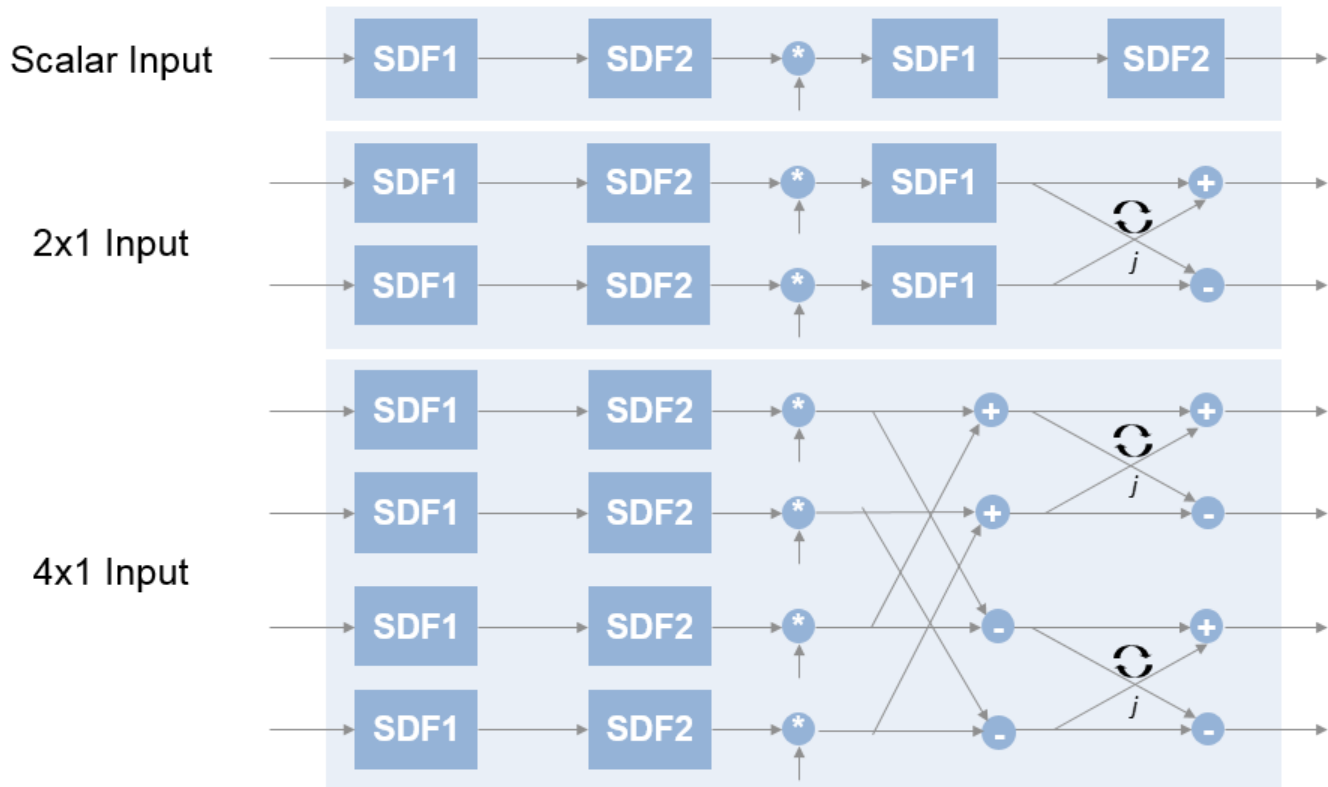 Scalar Input
SDF1 SDF2 * SDF1 SDF2
2x1 Input
SDF1 SDF2 * SDF1 +
j
SDF1 SDF2 * SDF1 -
4x1 Input
SDF1 SDF2 * + +
j
SDF1 SDF2 * + -
SDF1 SDF2 * - +
j
SDF1 SDF2 * - -